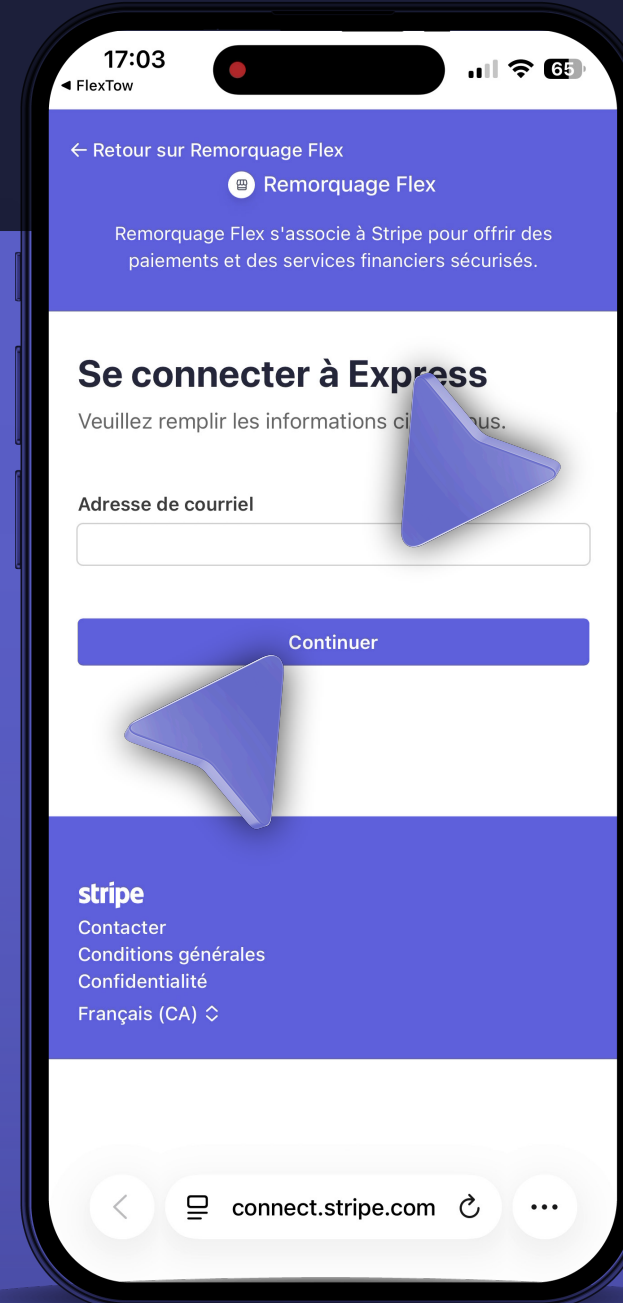 17:03
◀ FlexTow
65
← Retour sur Remorquage Flex
Remorquage Flex
Remorquage Flex s'associe à Stripe pour offrir des
paiements et des services financiers sécurisés.
Se connecter à Express
Veuillez remplir les informations
Adresse de courriel
Continuer
stripe
Contacter
Conditions générales
Confidentialité
Français (CA)
connect.stripe.com